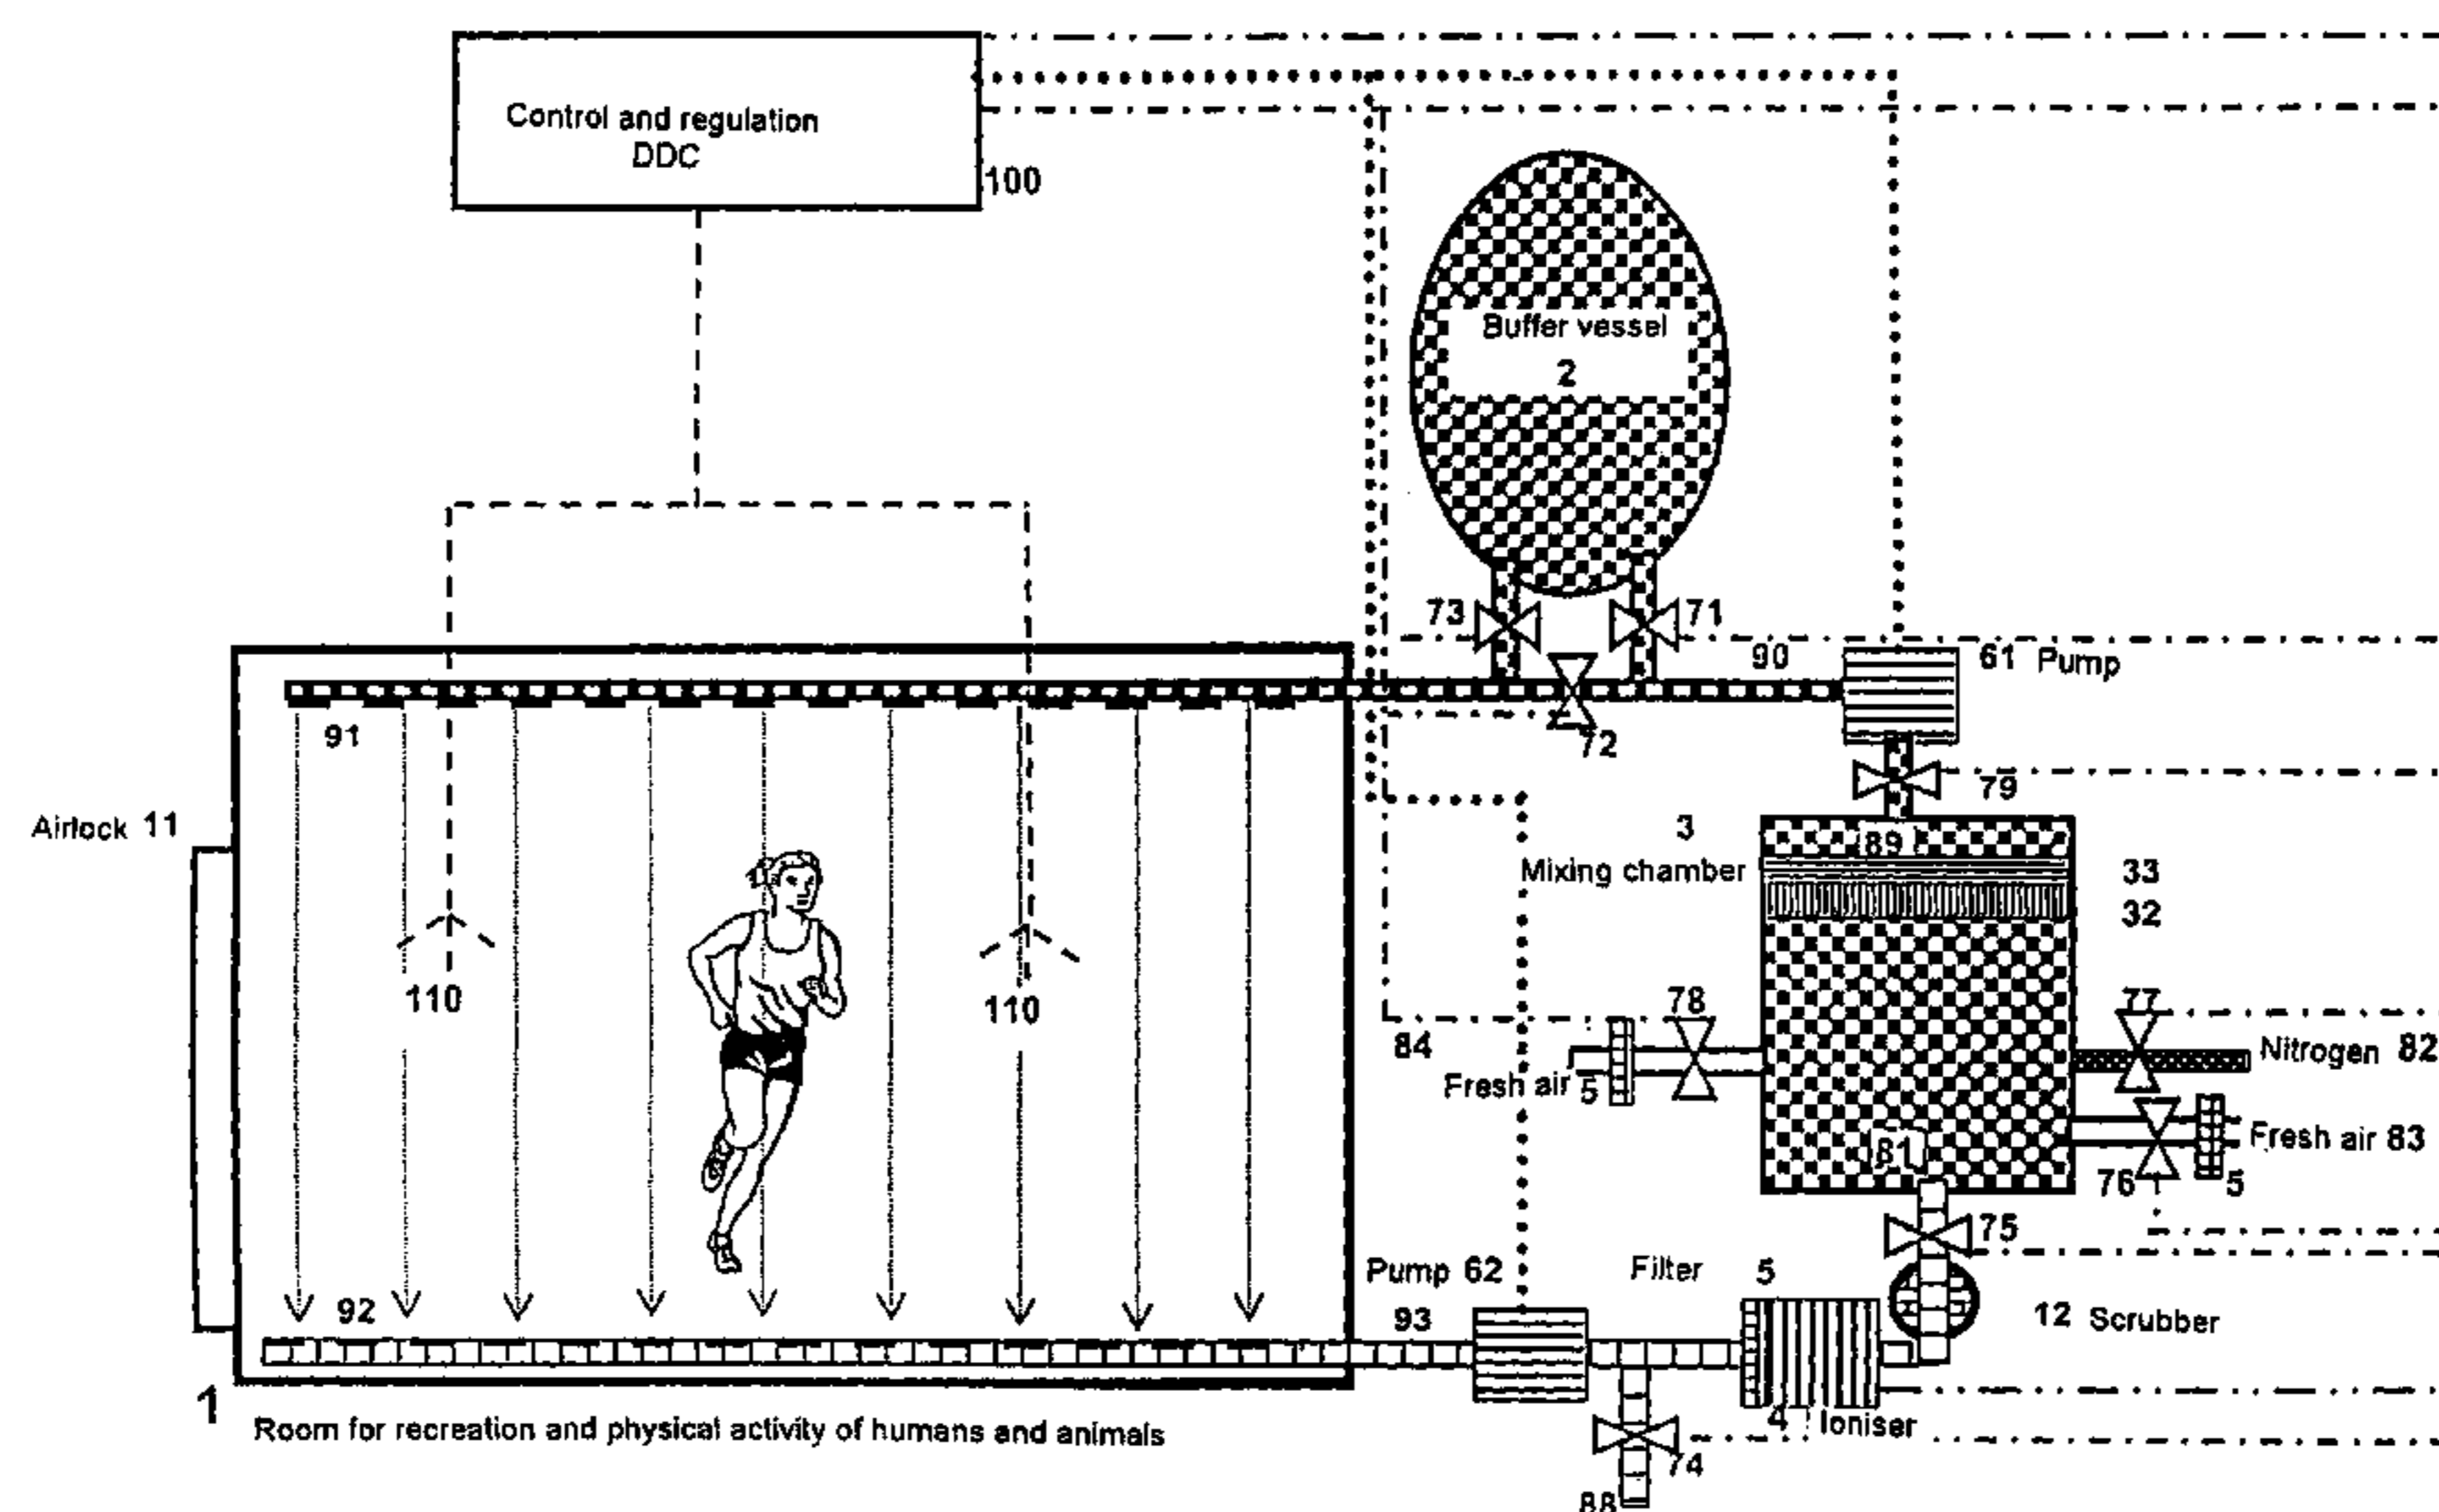 Control and regulation
DDC
100
Buffer vessel
2
73
71
90
61 Pump
72
79
91
Airlock 11
3
Mixing chamber
89
33
32
110
110
78
77
84
Nitrogen 82
Fresh air 5
Fresh air 83
81
76
5
75
92
Pump 62
Filter 5
93
12 Scrubber
1
Room for recreation and physical activity of humans and animals
4 Ioniser
74
88